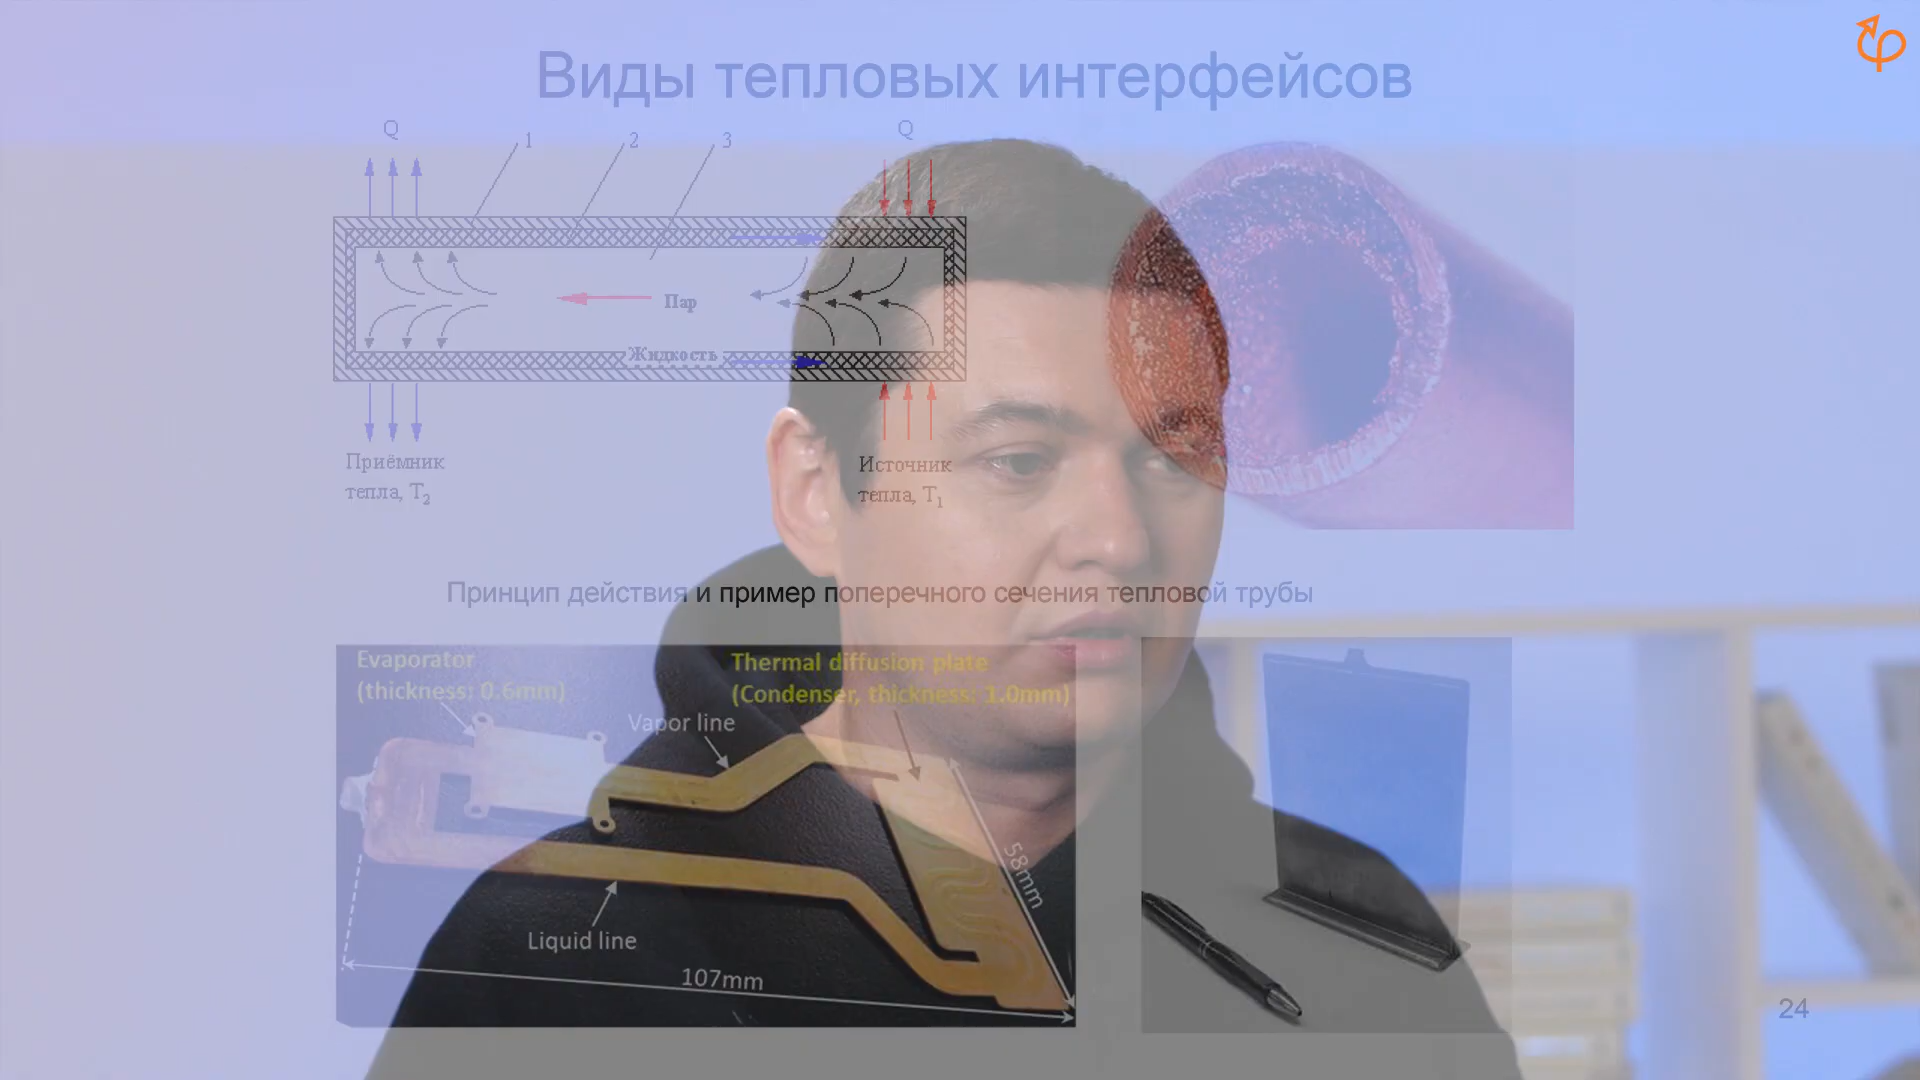 Виды тепловых интерфейсов
Q
1
2
3
Q
Пар
Жидкость
Приёмник
тепла, T2
Источник
тепла, T1
Принцип действия и пример поперечного сечения тепловой трубы
Evaporator
(thickness: 0.6mm)
Thermal diffusion plate
(Condenser, thickness: 1.0mm)
Vapor line
58mm
Liquid line
107mm
24